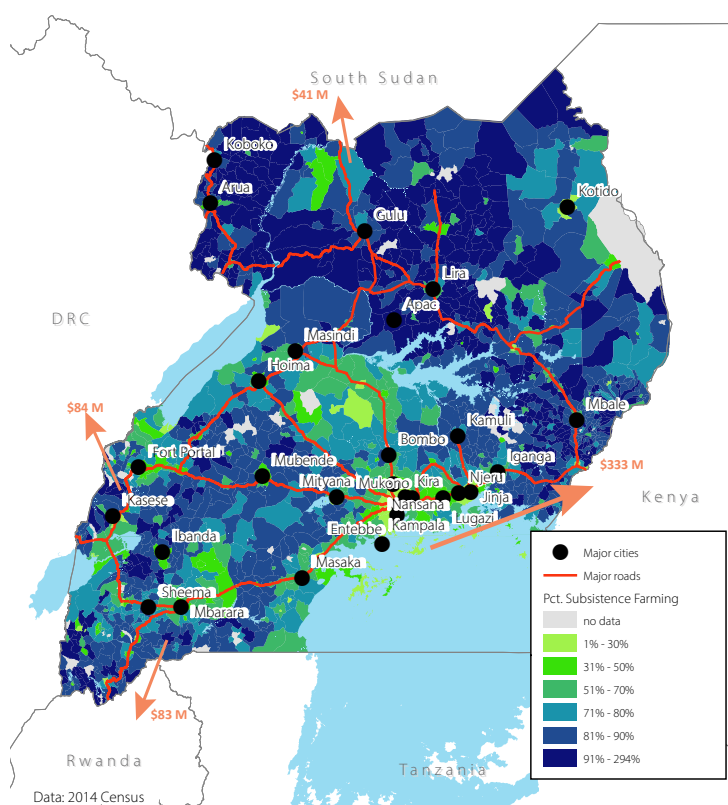 South Sudan
$41 M
Koboko
Arua
Kotido
Gulu
Lira
DRC
Apac
Masindi
Hoima
$84 M
Mbale
Kamuli
Bombo
Fort Portal
Mubende
Iganga
$333 M
Mityana
Mukono
Kira
Njeru
Kenya
Kasese
Nansana
Jinja
Lugazi
Kampala
Entebbe
Ibanda
Masaka
Sheema
Mbarara
$83 M
Rwanda
Tanzania
Data: 2014 Census
Major cities
Major roads
Pct. Subsistence Farming
no data
1% - 30%
31% - 50%
51% - 70%
71% - 80%
81% - 90%
91% - 294%